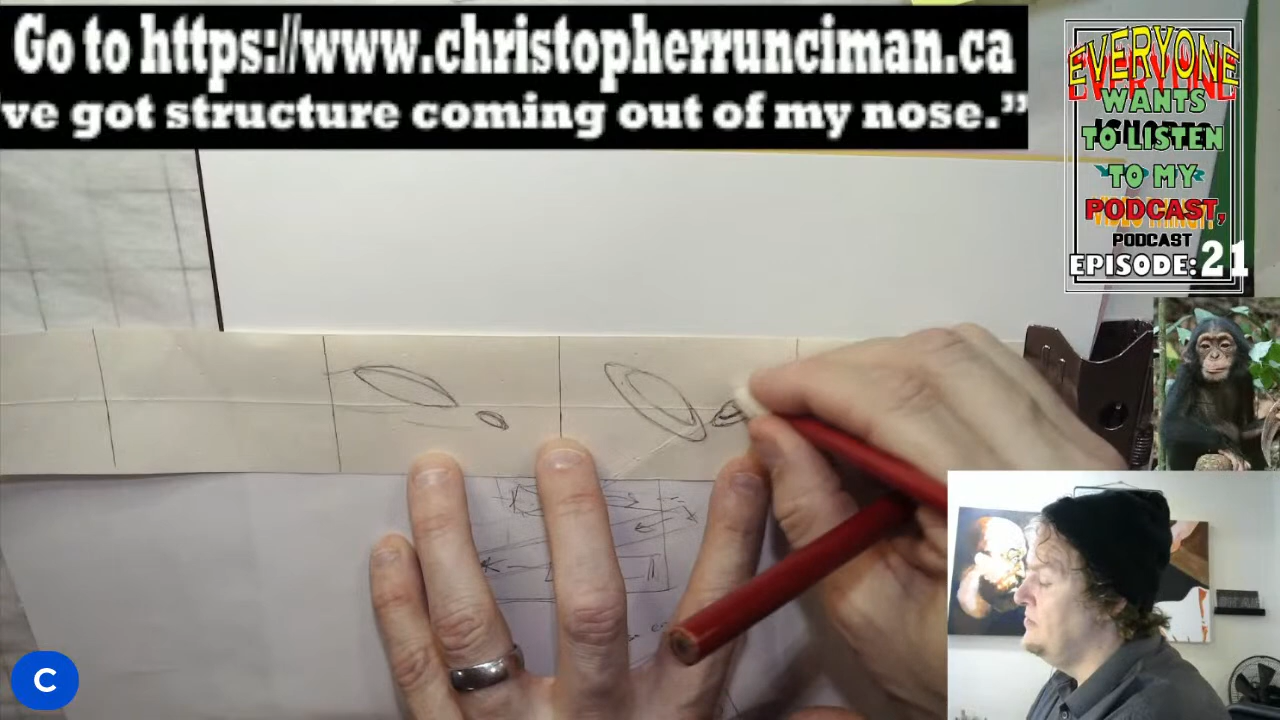 Go to https://www.christopherrunciman.ca
've got structure coming out of my nose.”
EVERYONE
WANTS
TO LISTEN
TO MY
PODCAST,
PODCAST
EPISODE: 21
C